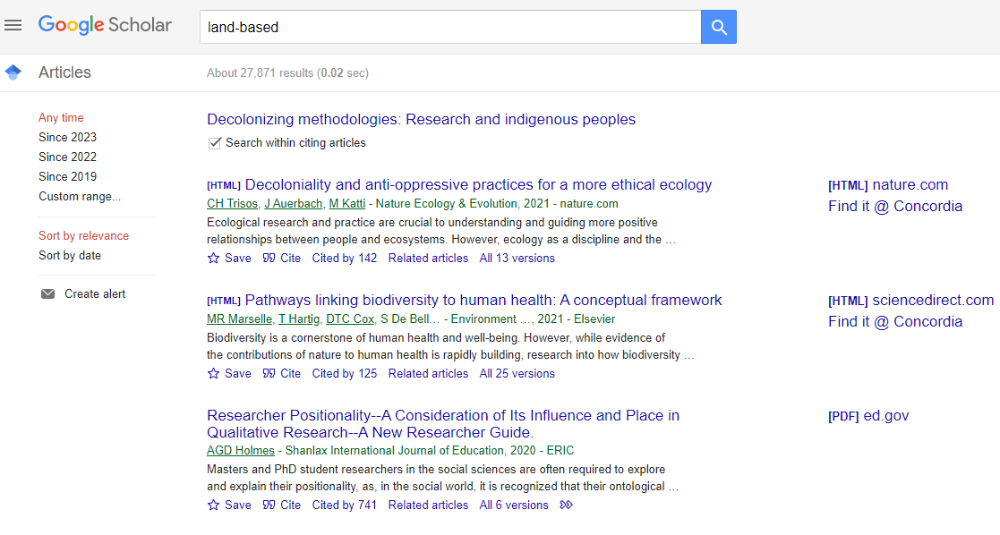 Google Scholar
land-based
Articles
About 27,871 results (0.02 sec)
Any time
Since 2023
Since 2022
Since 2019
Custom range...
Sort by relevance
Sort by date
Create alert
Decolonizing methodologies: Research and indigenous peoples
Search within citing articles
[HTML] Decoloniality and anti-oppressive practices for a more ethical ecology
CH Trisos, J Auerbach, M Katti - Nature Ecology & Evolution, 2021 - nature.com
Ecological research and practice are crucial to understanding and guiding more positive
relationships between people and ecosystems. However, ecology as a discipline and the …
Save Cite Cited by 142 Related articles All 13 versions
[HTML] nature.com
Find it @ Concordia
[HTML] Pathways linking biodiversity to human health: A conceptual framework
MR Marselle, T Hartig, DTC Cox, S De Bell... - Environment …, 2021 - Elsevier
Biodiversity is a cornerstone of human health and well-being. However, while evidence of
the contributions of nature to human health is rapidly building, research into how biodiversity …
Save Cite Cited by 125 Related articles All 25 versions
[HTML] sciencedirect.com
Find it @ Concordia
Researcher Positionality--A Consideration of Its Influence and Place in
Qualitative Research--A New Researcher Guide.
AGD Holmes - Shanlax International Journal of Education, 2020 - ERIC
Masters and PhD student researchers in the social sciences are often required to explore
and explain their positionality, as, in the social world, it is recognized that their ontological …
Save Cite Cited by 741 Related articles All 6 versions
[PDF] ed.gov